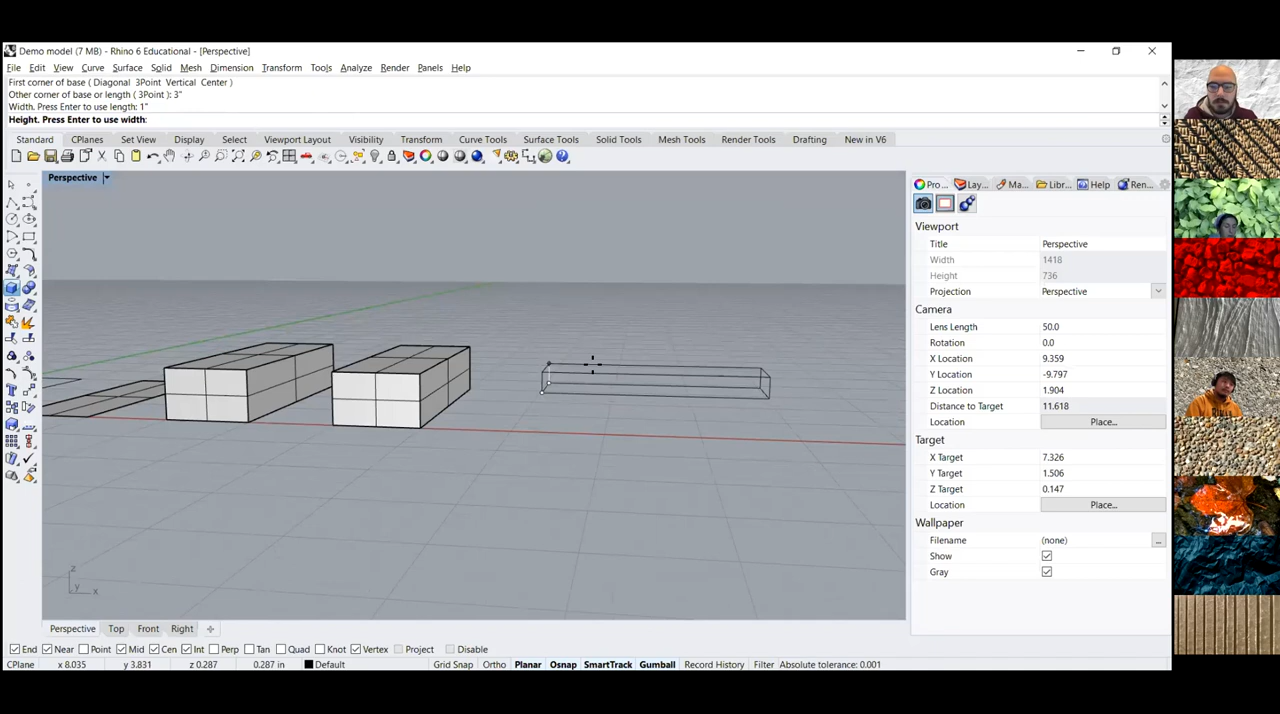 Demo model (7 MB) - Rhino 6 Educational - [Perspective]
File Edit View Curve Surface Solid Mesh Dimension Transform Tools Analyze Render Panels Help
First corner of base ( Diagonal 3Point Vertical Center )
Other corner of base or length ( 3Point ): 3"
Width. Press Enter to use length: 1"
Height. Press Enter to use width:
Standard CPlanes Set View Display Select Viewport Layout Visibility Transform Curve Tools Surface Tools Solid Tools Mesh Tools Render Tools Drafting New in V6
Perspective
Pro... Lay... Ma... Libr... Help Ren...
Viewport
Title Perspective
Width 1418
Height 736
Projection Perspective
Camera
Lens Length 50.0
Rotation 0.0
X Location 9.359
Y Location -9.797
Z Location 1.904
Distance to Target 11.618
Location Place...
Target
X Target 7.326
Y Target 1.506
Z Target 0.147
Location Place...
Wallpaper
Filename (none) ...
Show
Gray
z
y x
Perspective Top Front Right
End Near Point Mid Cen Int Perp Tan Quad Knot Vertex Project Disable
CPlane x 8.035 y 3.831 z 0.287 0.287 in Default Grid Snap Ortho Planar Osnap SmartTrack Gumball Record History Filter Absolute tolerance: 0.001